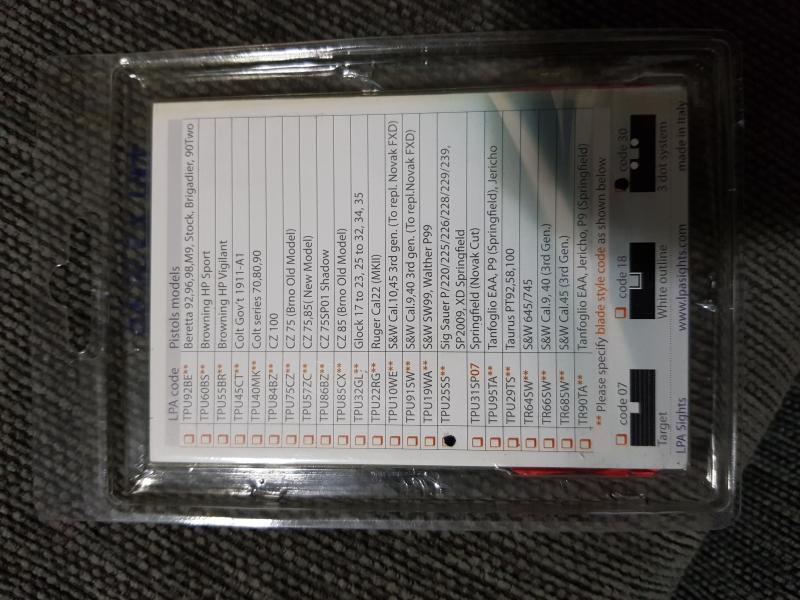 LPA code Pistols models
TPU92BE** Beretta 92,96,98,M9, Stock, Brigadier, 90Two
TPU60BS** Browning HP Sport
TPU55BR** Browning HP Vigilant
TPU45CT** Colt Gov't 1911-A1
TPU40MK** Colt series 70,80,90
TPU84BZ** CZ 100
TPU75CZ** CZ 75 (Brno Old Model)
TPU57ZC** CZ 75,85( New Model)
TPU86BZ** CZ 75SP01 Shadow
TPU85CX** CZ 85 (Brno Old Model)
TPU32GL** Glock 17 to 23, 25 to 32, 34, 35
TPU22RG** Ruger Cal22 (MKII)
TPU10WE** S&W Cal.10,45 3rd gen. (To repl. Novak FXD)
TPU91SW** S&W Cal.9,40 3rd gen. (To repl.Novak FXD)
TPU19WA** S&W SW99, Walther P99
TPU25SS** Sig Sauer P/220/225/226/228/229/239,
SP2009, XD Springfield
TPU31SP07 Springfield (Novak Cut)
TPU95TA** Tanfoglio EAA, P9 (Springfield), Jericho
TPU29TS** Taurus PT92,58,100
TR64SW** S&W 645/745
TR66SW** S&W Cal.9, 40 (3rd Gen.)
TR68SW** S&W Cal.45 (3rd Gen.)
TR90TA** Tanfoglio EAA, Jericho, P9 (Springfield)
** Please specify blade style code as shown below
code 07 code 18 code 30
Target White outline 3 dot system
LPA Sights www.lpasights.com made in Italy